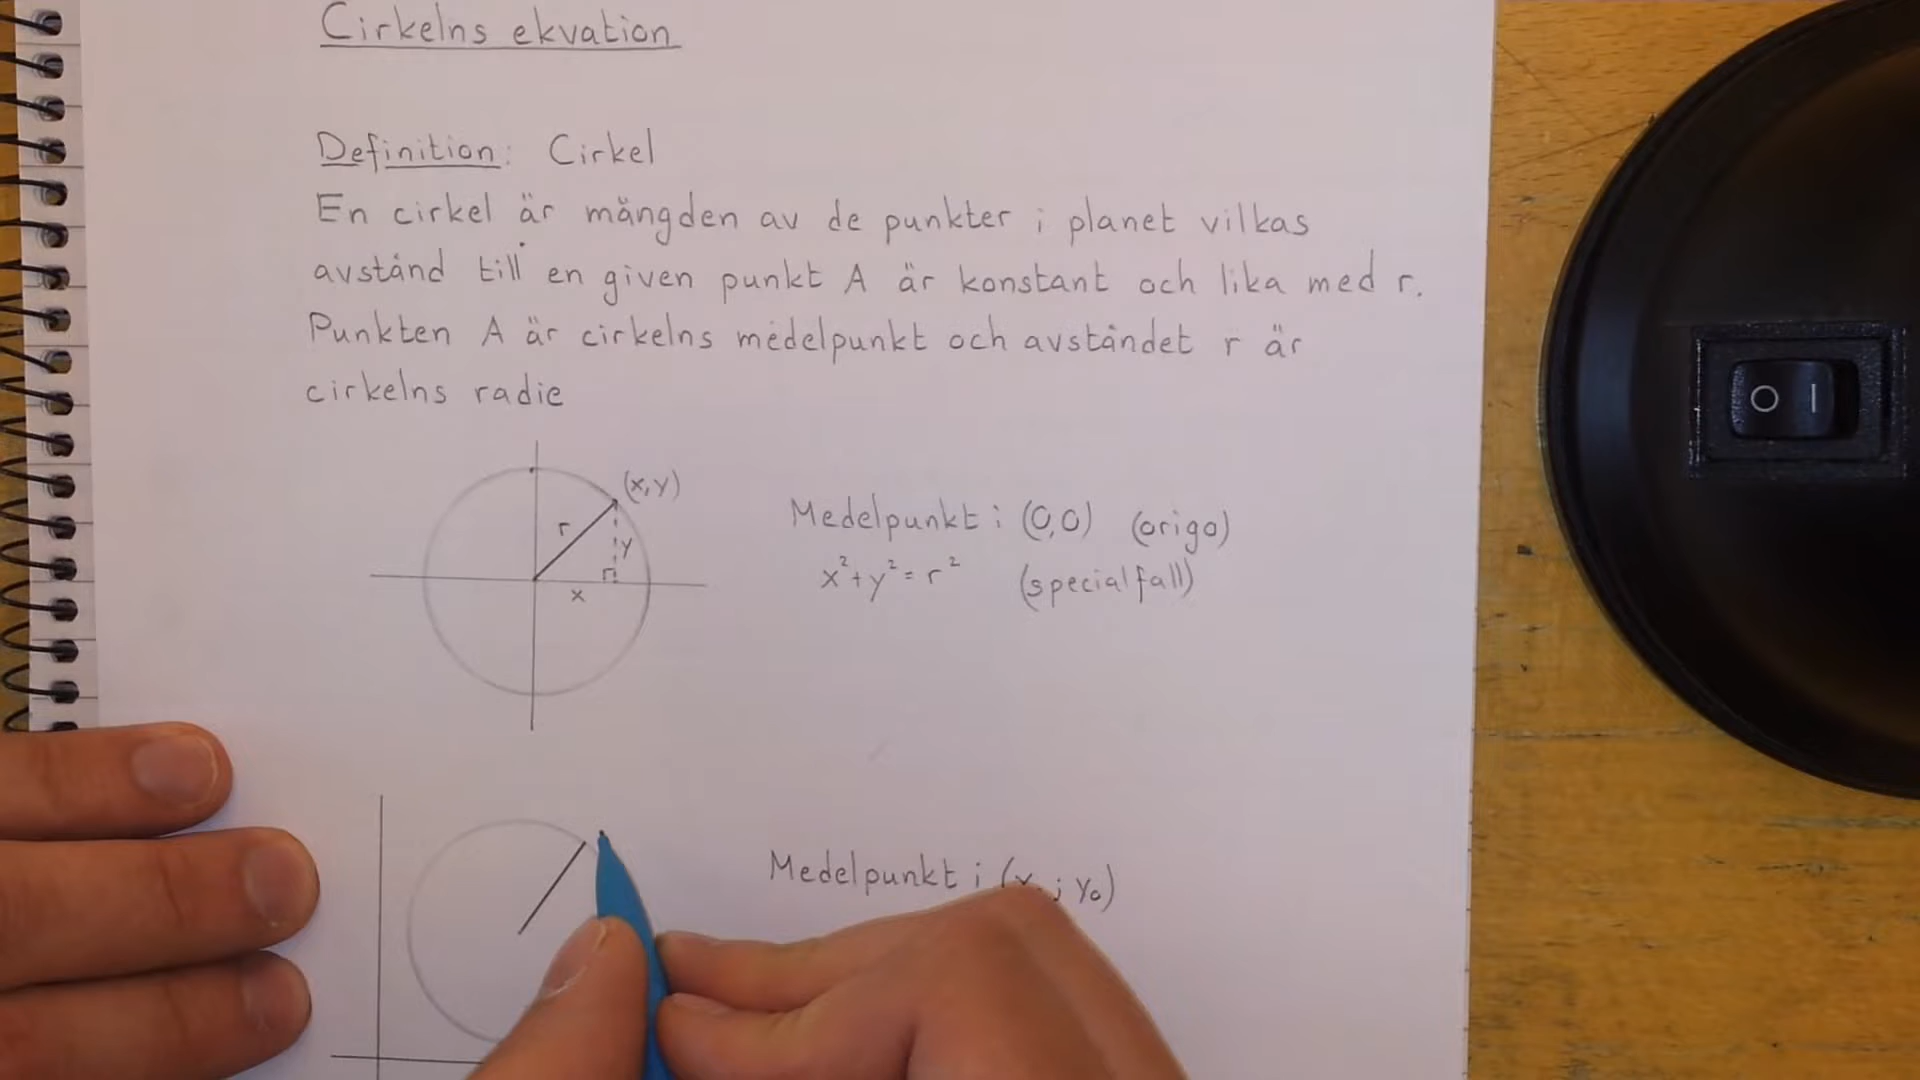 Cirkelns ekvation
Definition: Cirkel
En cirkel är mängden av de punkter i planet vilkas
avstånd till en given punkt A är konstant och lika med r.
Punkten A är cirkelns medelpunkt och avståndet r är
cirkelns radie
(x,y)
r
y
x
Medelpunkt i (0,0) (origo)
x²+y²=r² (specialfall)
Medelpunkt i ( ; y₀)
O I